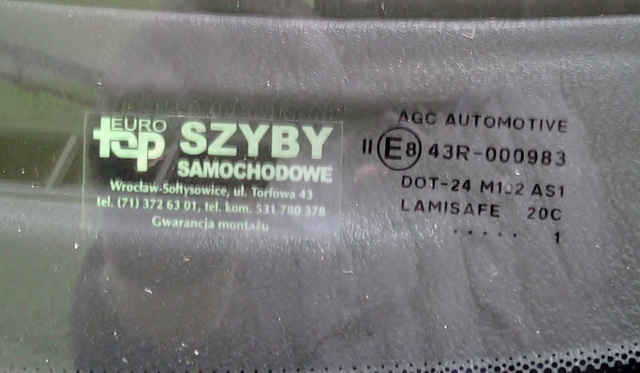 EURO
top SZYBY
SAMOCHODOWE
Wrocław-Sołtysowice, ul. Torfowa 43
tel. (71) 372 63 01, tel. kom. 531 780 378
Gwarancja montażu
AGC AUTOMOTIVE
II E8 43R-000983
DOT-24 M102 AS1
LAMISAFE 20C
. . . . . 1